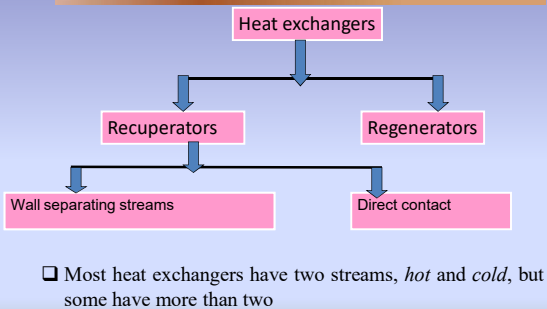 Heat exchangers
Recuperators
Regenerators
Wall separating streams
Direct contact
❑ Most heat exchangers have two streams, hot and cold, but
some have more than two